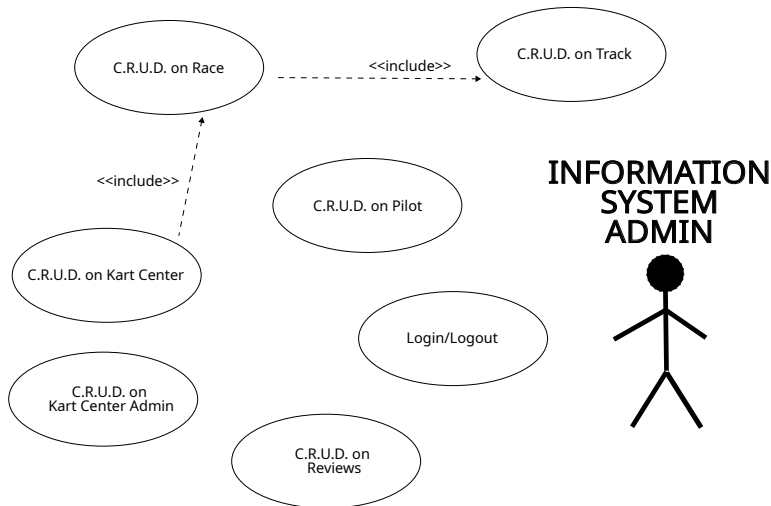 C.R.U.D. on Race
<<include>>
C.R.U.D. on Track
<<include>>
C.R.U.D. on Pilot
INFORMATION
SYSTEM
ADMIN
C.R.U.D. on Kart Center
Login/Logout
C.R.U.D. on
Kart Center Admin
C.R.U.D. on
Reviews